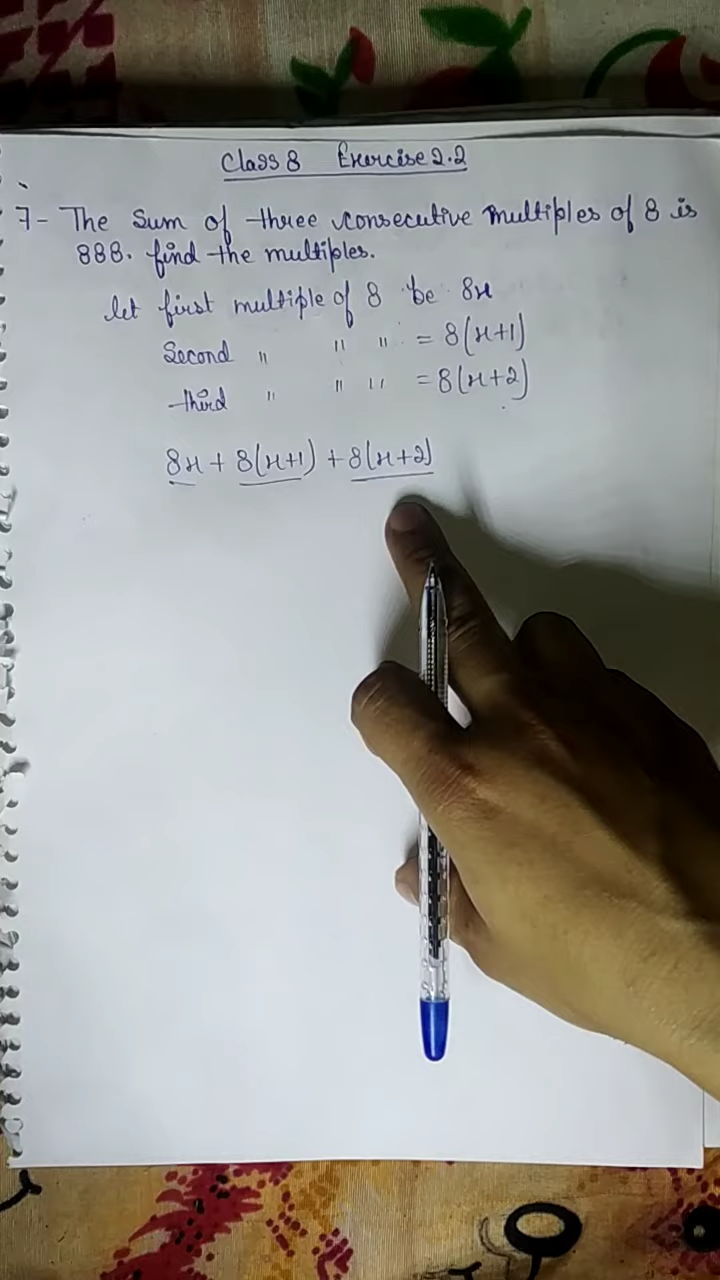 Class 8 Exercise 2.2
7- The sum of three consecutive multiples of 8 is
888. find the multiples.
let first multiple of 8 be 8x
Second " " " = 8(x+1)
third " " " = 8(x+2)
8x + 8(x+1) + 8(x+2)